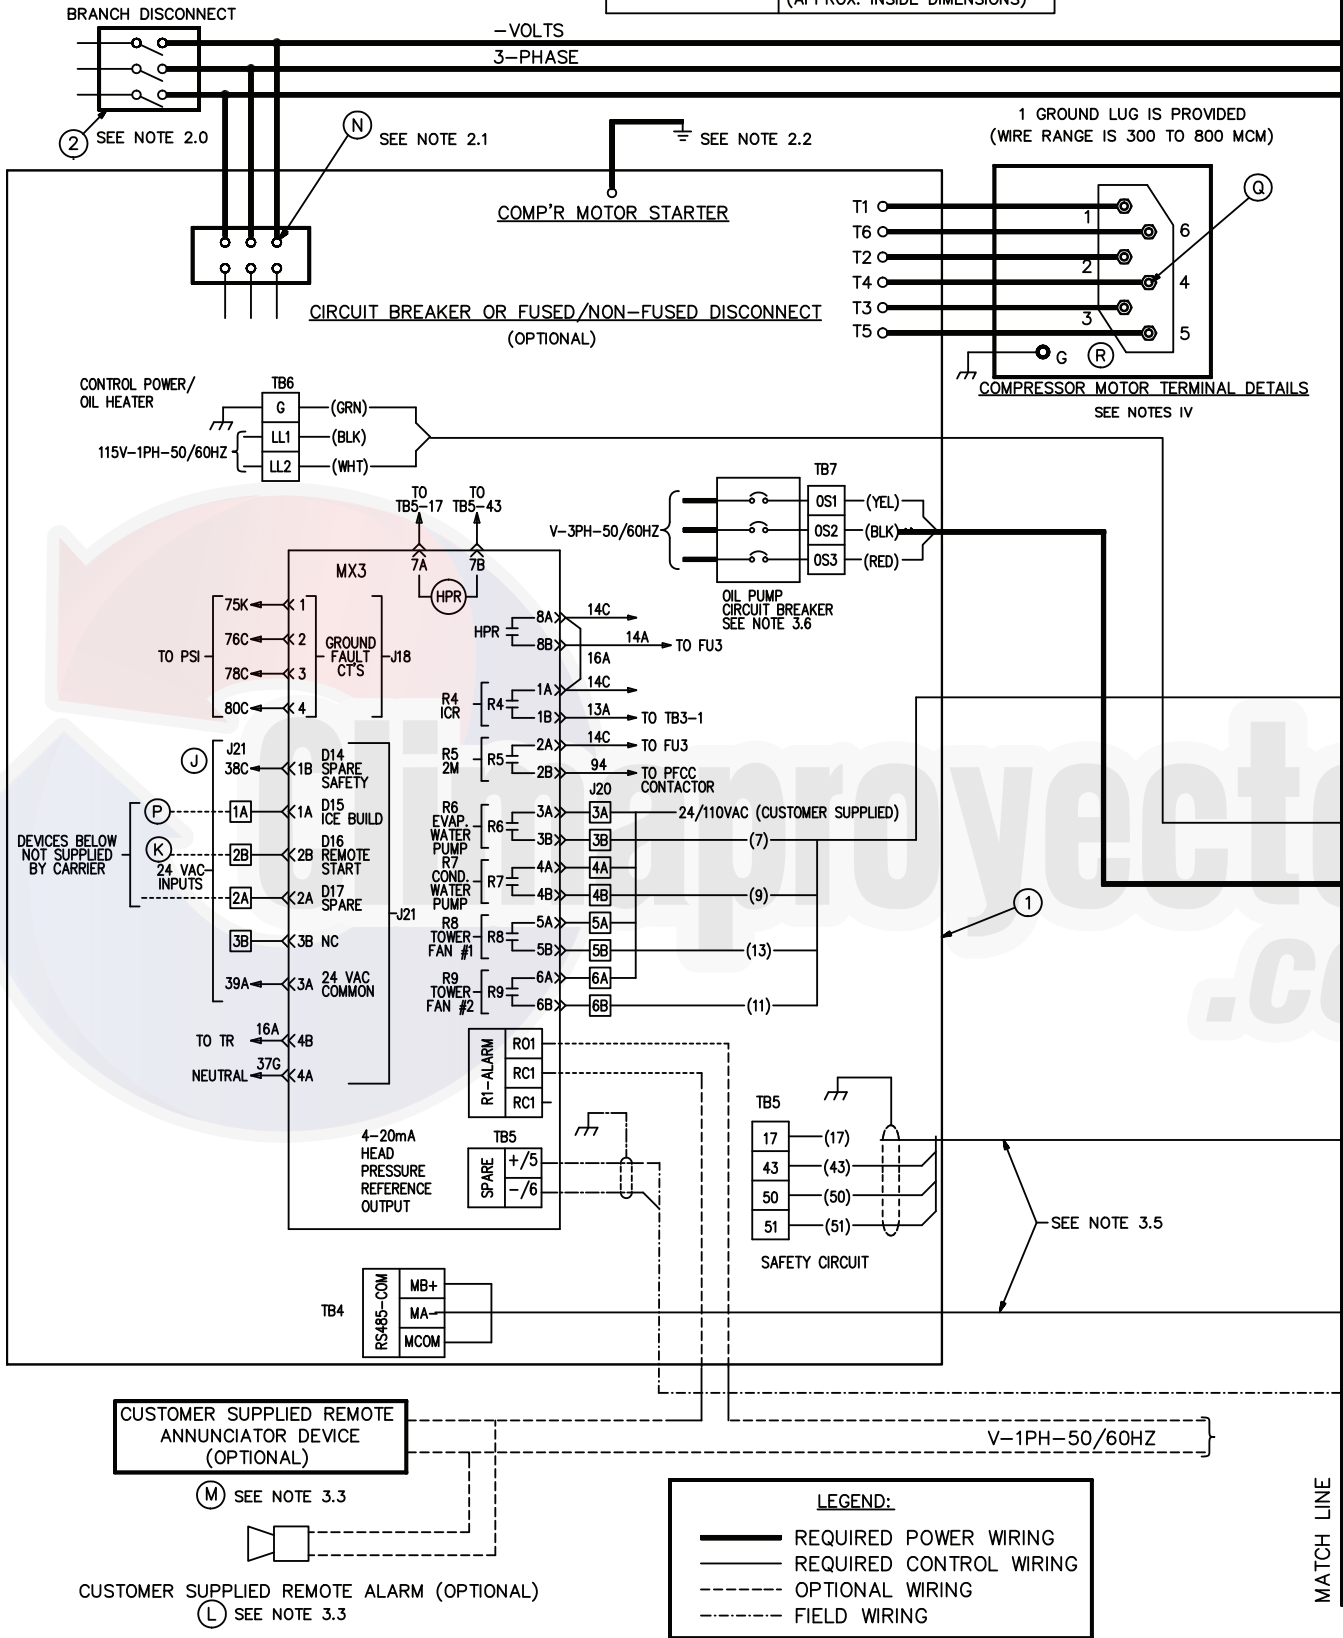 (APPROX. INSIDE DIMENSIONS)
BRANCH DISCONNECT
-VOLTS
3-PHASE
2 SEE NOTE 2.0
N SEE NOTE 2.1
SEE NOTE 2.2
1 GROUND LUG IS PROVIDED
(WIRE RANGE IS 300 TO 800 MCM)
Q
COMP'R MOTOR STARTER
T1
T6
T2
T4
T3
T5
1
6
2
4
3
5
G
R
CIRCUIT BREAKER OR FUSED/NON-FUSED DISCONNECT
(OPTIONAL)
COMPRESSOR MOTOR TERMINAL DETAILS
SEE NOTES IV
CONTROL POWER/
OIL HEATER
TB6
G (GRN)
LL1 (BLK)
LL2 (WHT)
115V-1PH-50/60HZ
TO
TB5-17
TO
TB5-43
7A
7B
HPR
MX3
TB7
V-3PH-50/60HZ
OS1 (YEL)
OS2 (BLK)
OS3 (RED)
OIL PUMP
CIRCUIT BREAKER
SEE NOTE 3.6
TO PSI
75K 1
76C 2
78C 3
80C 4
GROUND
FAULT
CT'S
J18
HPR
8A 14C
8B 14A TO FU3
16A
R4
ICR
R4
1A 14C
1B 13A TO TB3-1
R5
2M
R5
2A 14C TO FU3
2B 94 TO PFCC
CONTACTOR
J20
J
J21
38C 1B D14
SPARE
SAFETY
P 1A 1A D15
ICE BUILD
K 2B 2B D16
REMOTE
START
24 VAC
INPUTS
2A 2A D17
SPARE
3B 3B NC
39A 3A 24 VAC
COMMON
J21
DEVICES BELOW
NOT SUPPLIED
BY CARRIER
TO TR 16A 4B
NEUTRAL 37G 4A
R6
EVAP.
WATER
PUMP
R6
3A 3A 24/110VAC (CUSTOMER SUPPLIED)
3B 3B (7)
R7
COND.
WATER
PUMP
R7
4A 4A
4B 4B (9)
R8
TOWER
FAN #1
R8
5A 5A
5B 5B (13)
R9
TOWER
FAN #2
R9
6A 6A
6B 6B (11)
1
Climaproyecto
.co
R1-ALARM
RO1
RC1
RC1
4-20mA
HEAD
PRESSURE
REFERENCE
OUTPUT
TB5
SPARE
+/5
-/6
TB5
17 (17)
43 (43)
50 (50)
51 (51)
SAFETY CIRCUIT
SEE NOTE 3.5
TB4
RS485-COM
MB+
MA-
MCOM
CUSTOMER SUPPLIED REMOTE
ANNUNCIATOR DEVICE
(OPTIONAL)
M SEE NOTE 3.3
V-1PH-50/60HZ
CUSTOMER SUPPLIED REMOTE ALARM (OPTIONAL)
L SEE NOTE 3.3
LEGEND:
REQUIRED POWER WIRING
REQUIRED CONTROL WIRING
OPTIONAL WIRING
FIELD WIRING
MATCH LINE